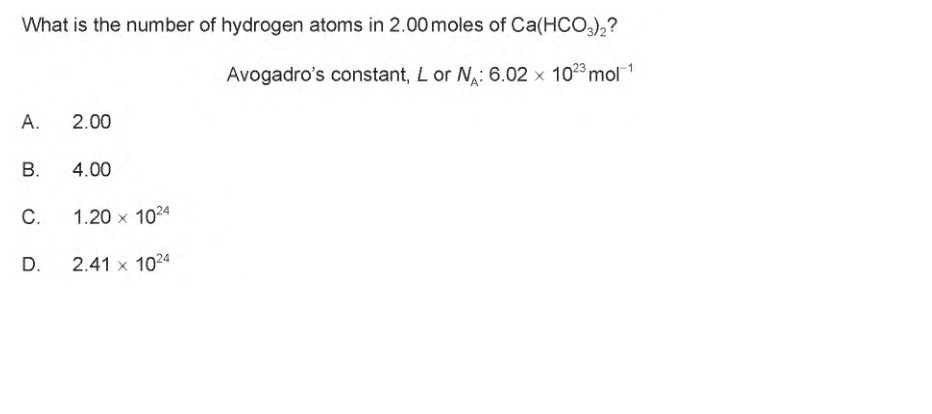 What is the number of hydrogen atoms in 2.00 moles of Ca(HCO₃)₂?
Avogadro's constant, L or Nₐ: 6.02 × 10²³ mol⁻¹
A. 2.00
B. 4.00
C. 1.20 × 10²⁴
D. 2.41 × 10²⁴